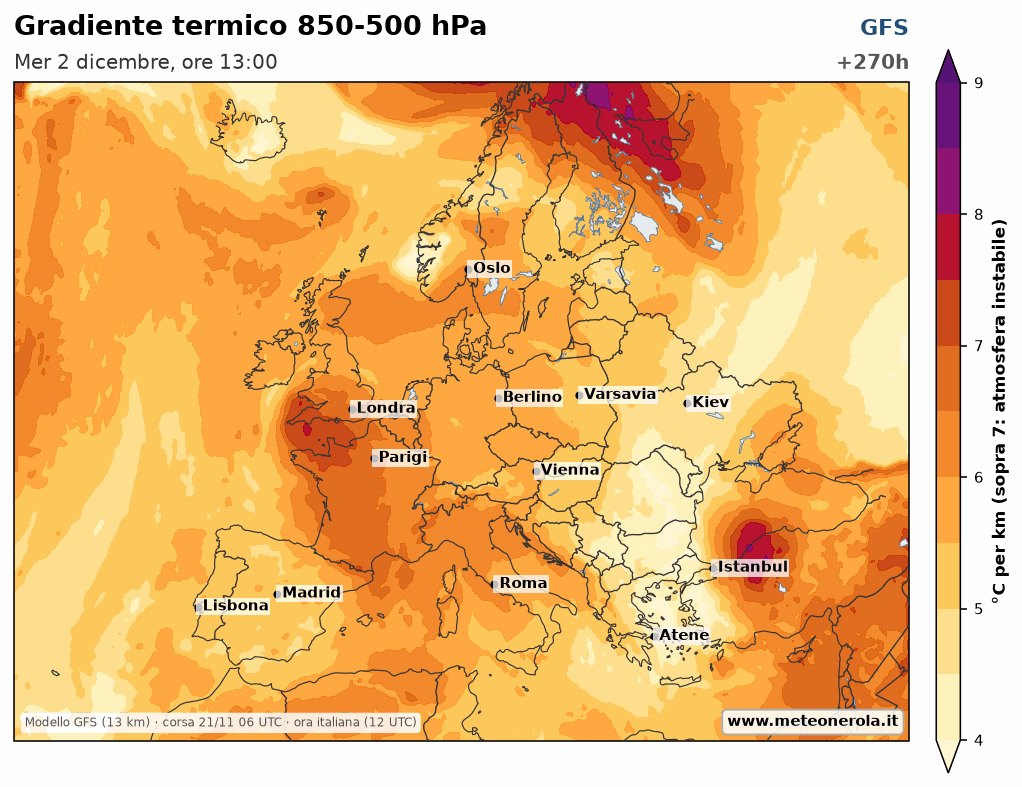 Gradiente termico 850-500 hPa
GFS
Mer 2 dicembre, ore 13:00
+270h
Oslo
Londra
Berlino
Varsavia
Kiev
Parigi
Vienna
Istanbul
Roma
Madrid
Lisbona
Atene
9
8
7
6
5
4
°C per km (sopra 7: atmosfera instabile)
Modello GFS (13 km) · corsa 21/11 06 UTC · ora italiana (12 UTC)
www.meteonerola.it